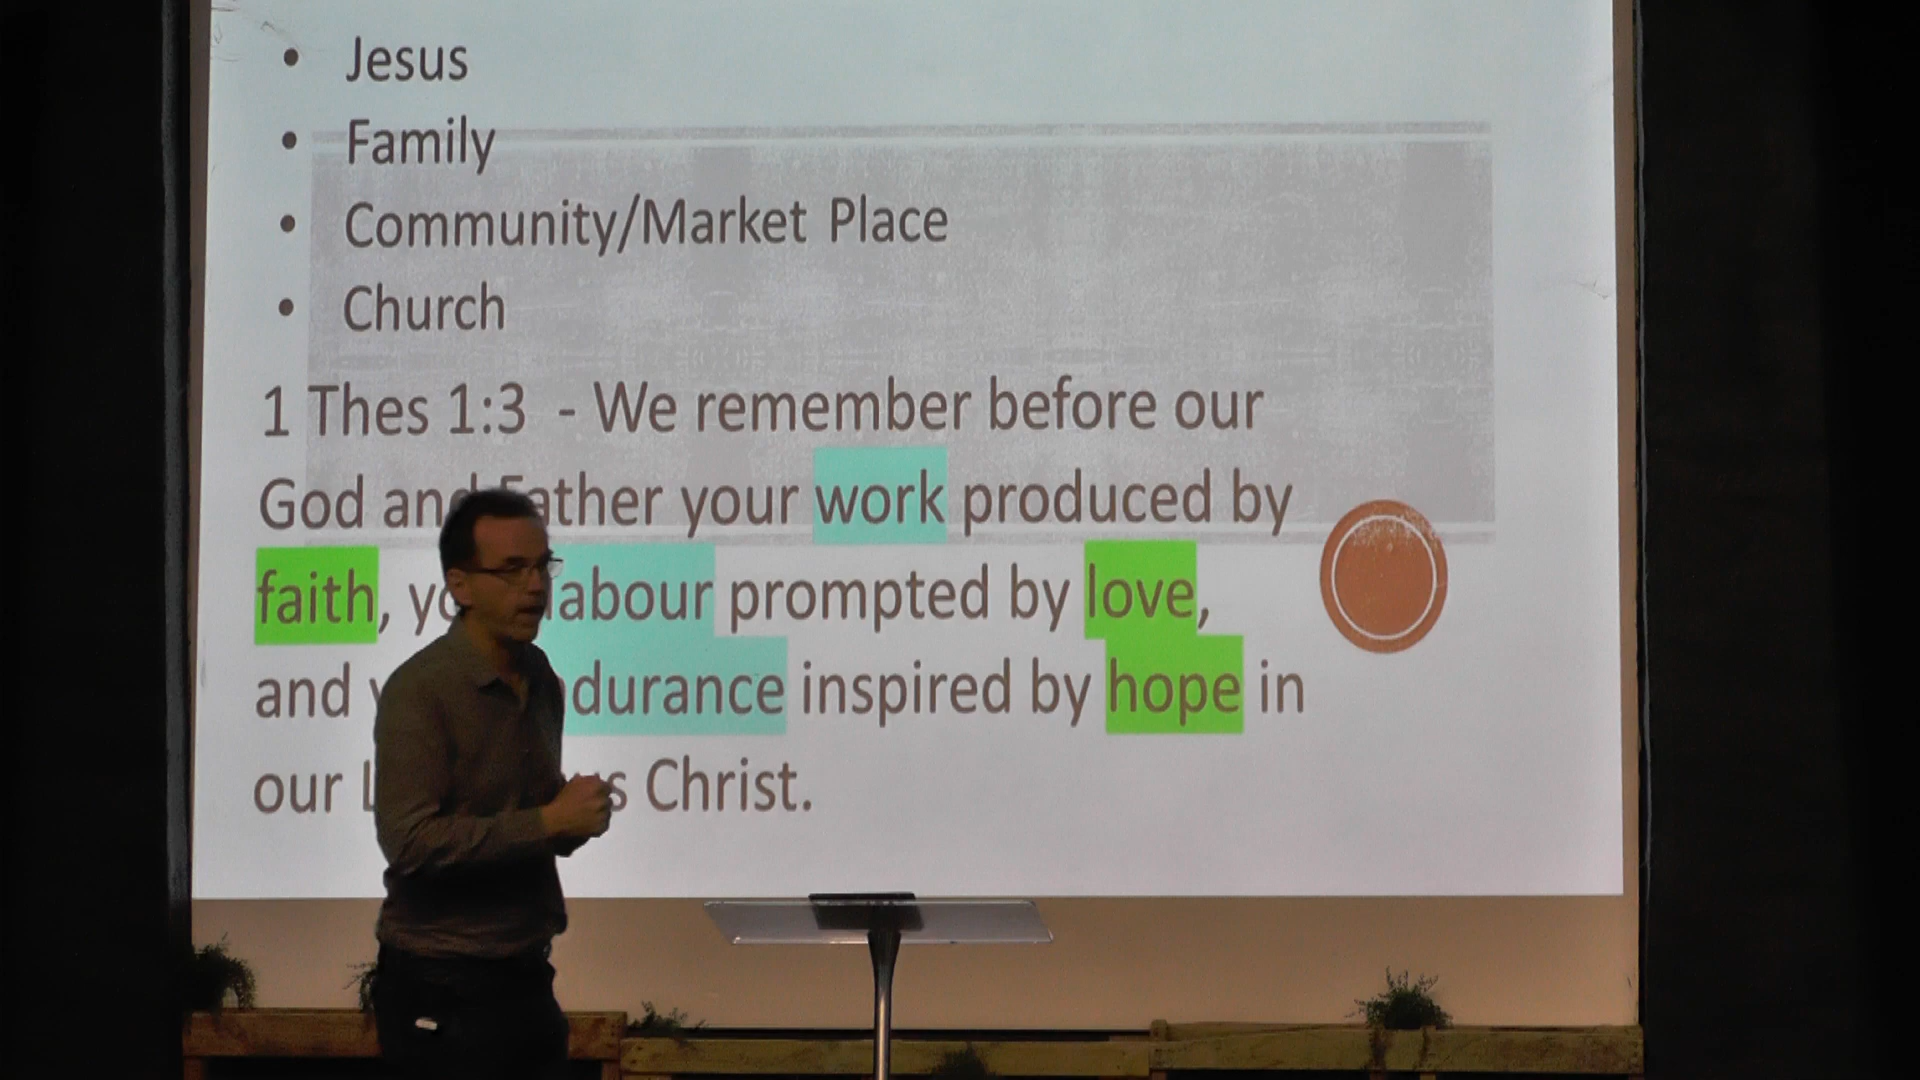 • Jesus
• Family
• Community/Market Place
• Church
1 Thes 1:3 - We remember before our
God and Father your work produced by
faith, labour prompted by love,
and inspired by hope in
our Christ.